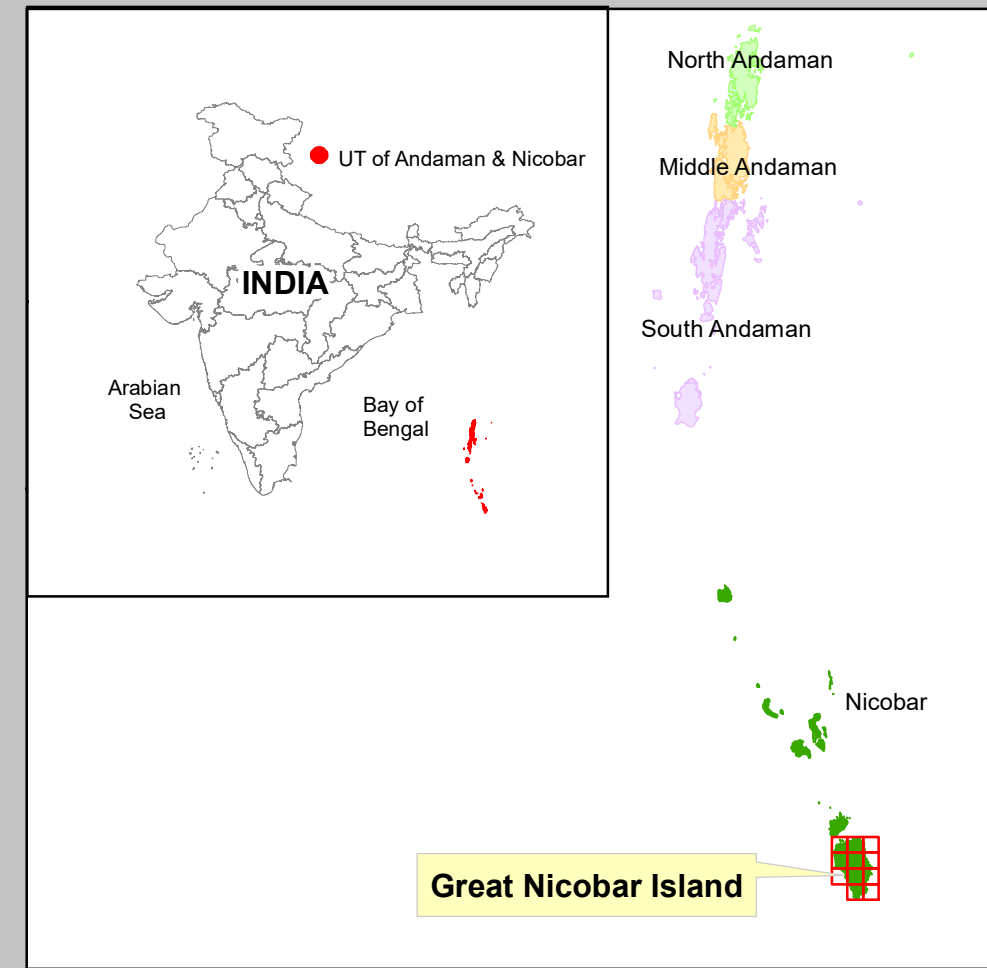 UT of Andaman & Nicobar
INDIA
Arabian
Sea
Bay of
Bengal
North Andaman
Middle Andaman
South Andaman
Nicobar
Great Nicobar Island